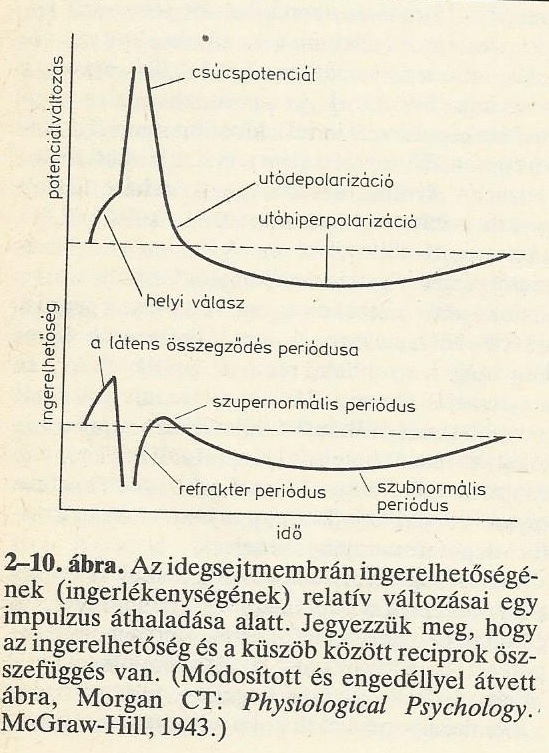 csúcspotenciál
potenciálváltozás
utódepolarizáció
utóhiperpolarizáció
helyi válasz
a látens összegződés periódusa
ingerelhetőség
szupernormális periódus
refrakter periódus
szubnormális
periódus
idő
2–10. ábra. Az idegsejtmembrán ingerelhetőségé-
nek (ingerlékenységének) relatív változásai egy
impulzus áthaladása alatt. Jegyezzük meg, hogy
az ingerelhetőség és a küszöb között reciprok ösz-
szefüggés van. (Módosított és engedéllyel átvett
ábra, Morgan CT: Physiological Psychology.
McGraw-Hill, 1943.)